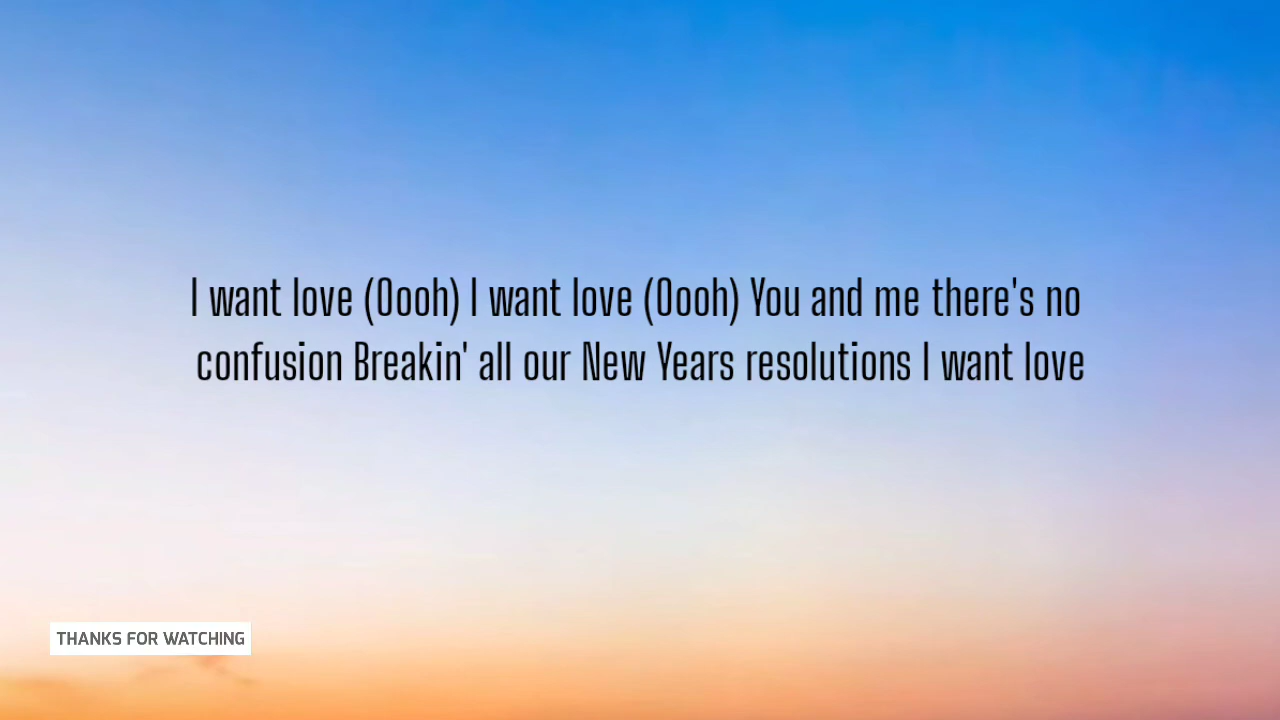 I want love (Oooh) I want love (Oooh) You and me there's no
confusion Breakin' all our New Years resolutions I want love
THANKS FOR WATCHING